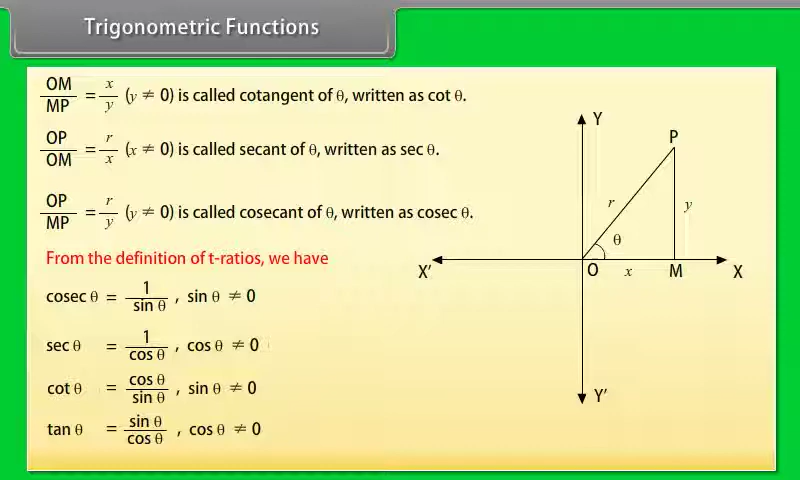 Trigonometric Functions
OM/MP = x/y (y ≠ 0) is called cotangent of θ, written as cot θ.
OP/OM = r/x (x ≠ 0) is called secant of θ, written as sec θ.
OP/MP = r/y (y ≠ 0) is called cosecant of θ, written as cosec θ.
From the definition of t-ratios, we have
cosec θ = 1/sin θ , sin θ ≠ 0
sec θ = 1/cos θ , cos θ ≠ 0
cot θ = cos θ/sin θ , sin θ ≠ 0
tan θ = sin θ/cos θ , cos θ ≠ 0
Y
P
r
y
θ
X′
O
x
M
X
Y′